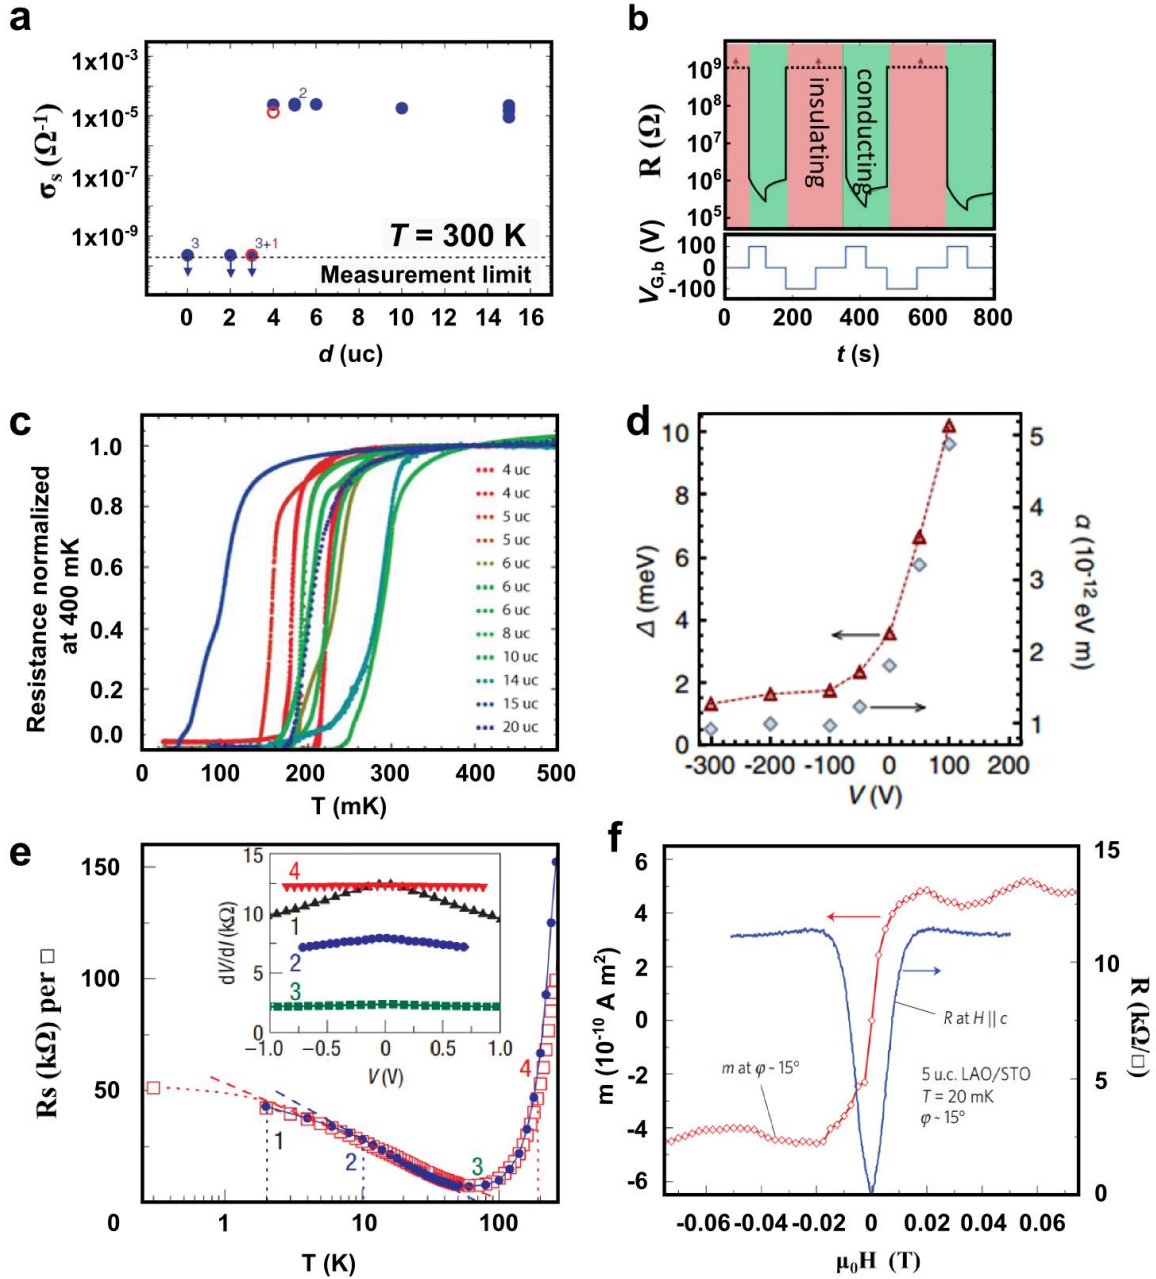 a
1x10⁻³
1x10⁻⁵
1x10⁻⁷
1x10⁻⁹
σs (Ω⁻¹)
2
3
3+1
T = 300 K
Measurement limit
0 2 4 6 8 10 12 14 16
d (uc)
b
10⁹
10⁸
10⁷
10⁶
10⁵
R (Ω)
insulating
conducting
100
0
-100
V_G,b (V)
0 200 400 600 800
t (s)
c
1.0
0.8
0.6
0.4
0.2
0.0
Resistance normalized
at 400 mK
4 uc
4 uc
5 uc
5 uc
6 uc
6 uc
6 uc
8 uc
10 uc
14 uc
15 uc
20 uc
0 100 200 300 400 500
T (mK)
d
10
8
6
4
2
0
Δ (meV)
5
4
3
2
1
α (10⁻¹² eV m)
-300 -200 -100 0 100 200
V (V)
e
150
100
50
0
Rs (kΩ) per □
15
10
5
0
dV/dI (kΩ)
4
1
2
3
−1.0 −0.5 0 0.5 1.0
V (V)
1
2
3
4
1 10 100
T (K)
f
6
4
2
0
-2
-4
-6
m (10⁻¹⁰ A m²)
15
10
5
0
R (kΩ/□)
R at H || c
m at φ ~ 15°
5 u.c. LAO/STO
T = 20 mK
φ ~ 15°
-0.06 -0.04 -0.02 0 0.02 0.04 0.06
μ₀H (T)